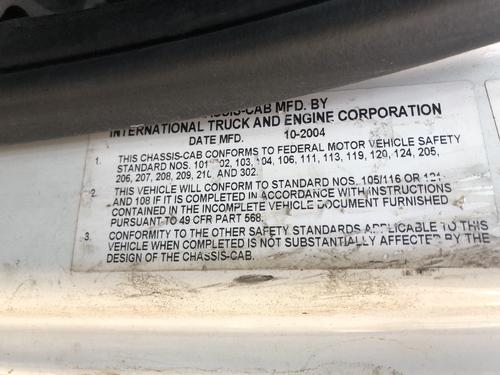 CHASSIS-CAB MFD. BY
INTERNATIONAL TRUCK AND ENGINE CORPORATION
DATE MFD. 10-2004
1. THIS CHASSIS-CAB CONFORMS TO FEDERAL MOTOR VEHICLE SAFETY
STANDARD NOS. 101, 102, 103, 104, 106, 111, 113, 119, 120, 124, 205,
206, 207, 208, 209, 210, AND 302.
2. THIS VEHICLE WILL CONFORM TO STANDARD NOS. 105/116 OR 121
AND 108 IF IT IS COMPLETED IN ACCORDANCE WITH INSTRUCTIONS
CONTAINED IN THE INCOMPLETE VEHICLE DOCUMENT FURNISHED
PURSUANT TO 49 CFR PART 568.
3. CONFORMITY TO THE OTHER SAFETY STANDARDS APPLICABLE TO THIS
VEHICLE WHEN COMPLETED IS NOT SUBSTANTIALLY AFFECTED BY THE
DESIGN OF THE CHASSIS-CAB.